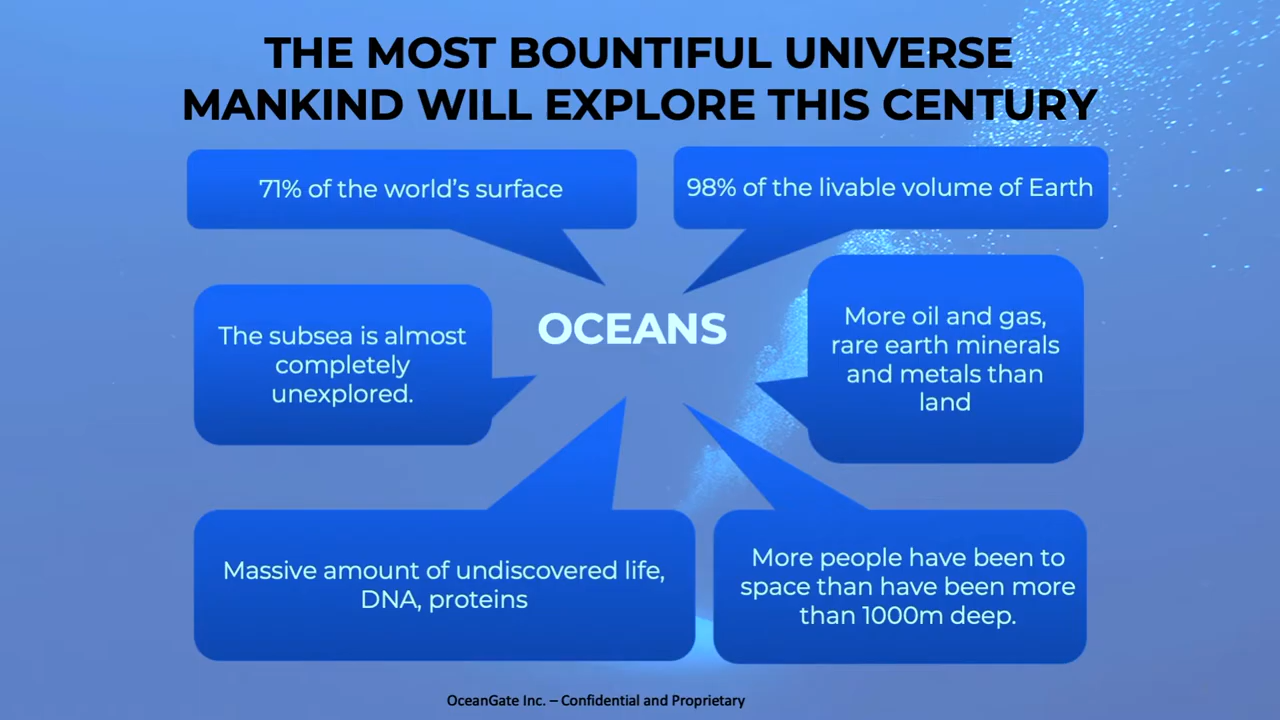 THE MOST BOUNTIFUL UNIVERSE
MANKIND WILL EXPLORE THIS CENTURY
71% of the world’s surface
98% of the livable volume of Earth
OCEANS
The subsea is almost
completely
unexplored.
More oil and gas,
rare earth minerals
and metals than
land
Massive amount of undiscovered life,
DNA, proteins
More people have been to
space than have been more
than 1000m deep.
OceanGate Inc. – Confidential and Proprietary